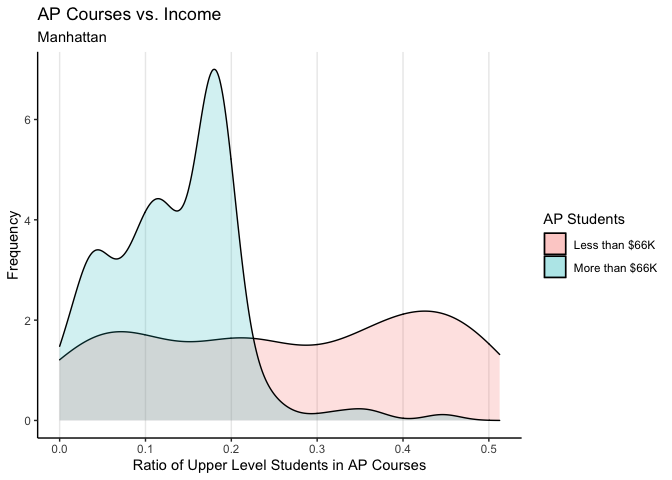 AP Courses vs. Income
Manhattan
Frequency
6
4
2
0
0.0 0.1 0.2 0.3 0.4 0.5
Ratio of Upper Level Students in AP Courses
AP Students
Less than $66K
More than $66K